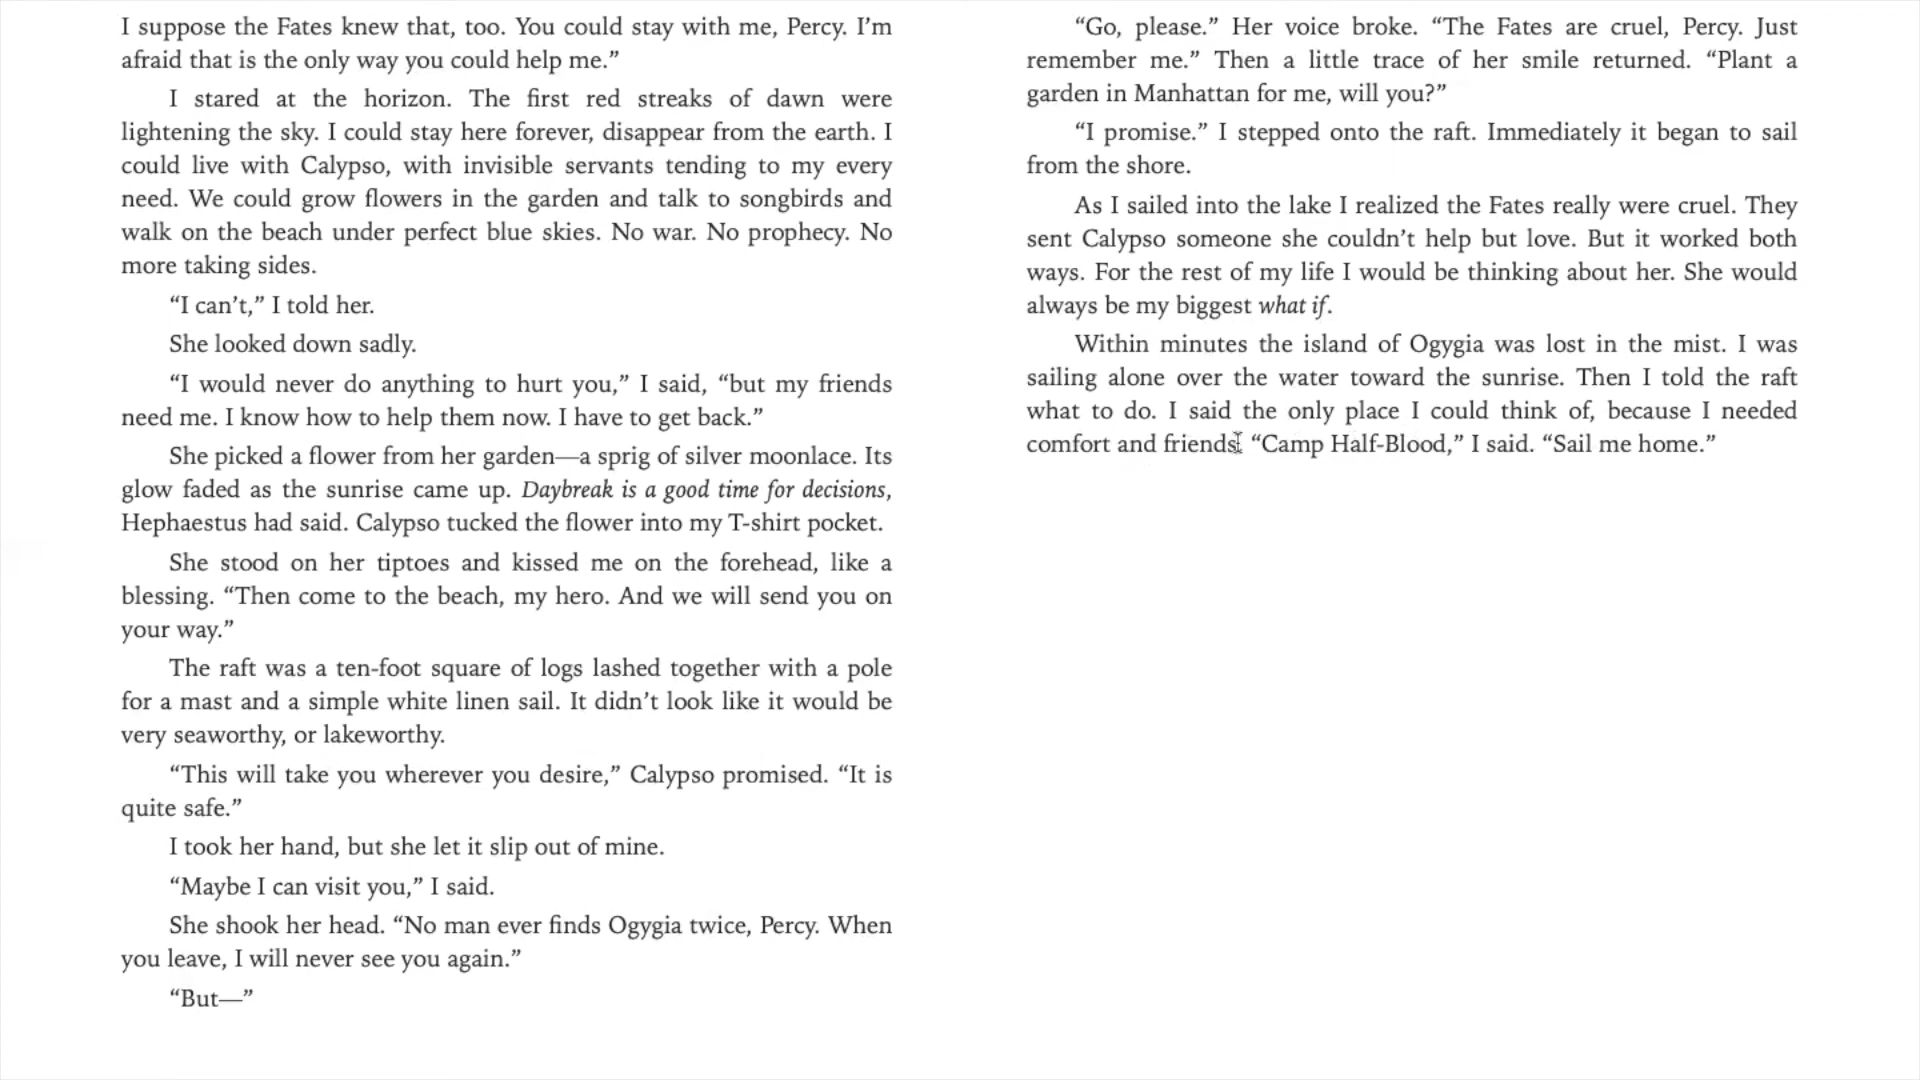 I suppose the Fates knew that, too. You could stay with me, Percy. I’m
afraid that is the only way you could help me.”
I stared at the horizon. The first red streaks of dawn were
lightening the sky. I could stay here forever, disappear from the earth. I
could live with Calypso, with invisible servants tending to my every
need. We could grow flowers in the garden and talk to songbirds and
walk on the beach under perfect blue skies. No war. No prophecy. No
more taking sides.
“I can’t,” I told her.
She looked down sadly.
“I would never do anything to hurt you,” I said, “but my friends
need me. I know how to help them now. I have to get back.”
She picked a flower from her garden—a sprig of silver moonlace. Its
glow faded as the sunrise came up. Daybreak is a good time for decisions,
Hephaestus had said. Calypso tucked the flower into my T-shirt pocket.
She stood on her tiptoes and kissed me on the forehead, like a
blessing. “Then come to the beach, my hero. And we will send you on
your way.”
The raft was a ten-foot square of logs lashed together with a pole
for a mast and a simple white linen sail. It didn’t look like it would be
very seaworthy, or lakeworthy.
“This will take you wherever you desire,” Calypso promised. “It is
quite safe.”
I took her hand, but she let it slip out of mine.
“Maybe I can visit you,” I said.
She shook her head. “No man ever finds Ogygia twice, Percy. When
you leave, I will never see you again.”
“But—”
“Go, please.” Her voice broke. “The Fates are cruel, Percy. Just
remember me.” Then a little trace of her smile returned. “Plant a
garden in Manhattan for me, will you?”
“I promise.” I stepped onto the raft. Immediately it began to sail
from the shore.
As I sailed into the lake I realized the Fates really were cruel. They
sent Calypso someone she couldn’t help but love. But it worked both
ways. For the rest of my life I would be thinking about her. She would
always be my biggest what if.
Within minutes the island of Ogygia was lost in the mist. I was
sailing alone over the water toward the sunrise. Then I told the raft
what to do. I said the only place I could think of, because I needed
comfort and friends. “Camp Half-Blood,” I said. “Sail me home.”